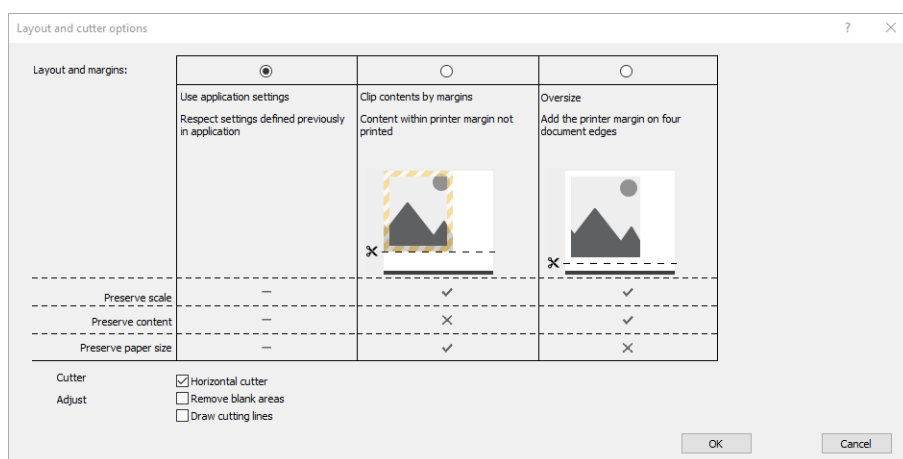 Layout and cutter options
Layout and margins:
Use application settings
Respect settings defined previously
in application
Clip contents by margins
Content within printer margin not
printed
Oversize
Add the printer margin on four
document edges
Preserve scale
Preserve content
Preserve paper size
Cutter
Horizontal cutter
Adjust
Remove blank areas
Draw cutting lines
OK
Cancel